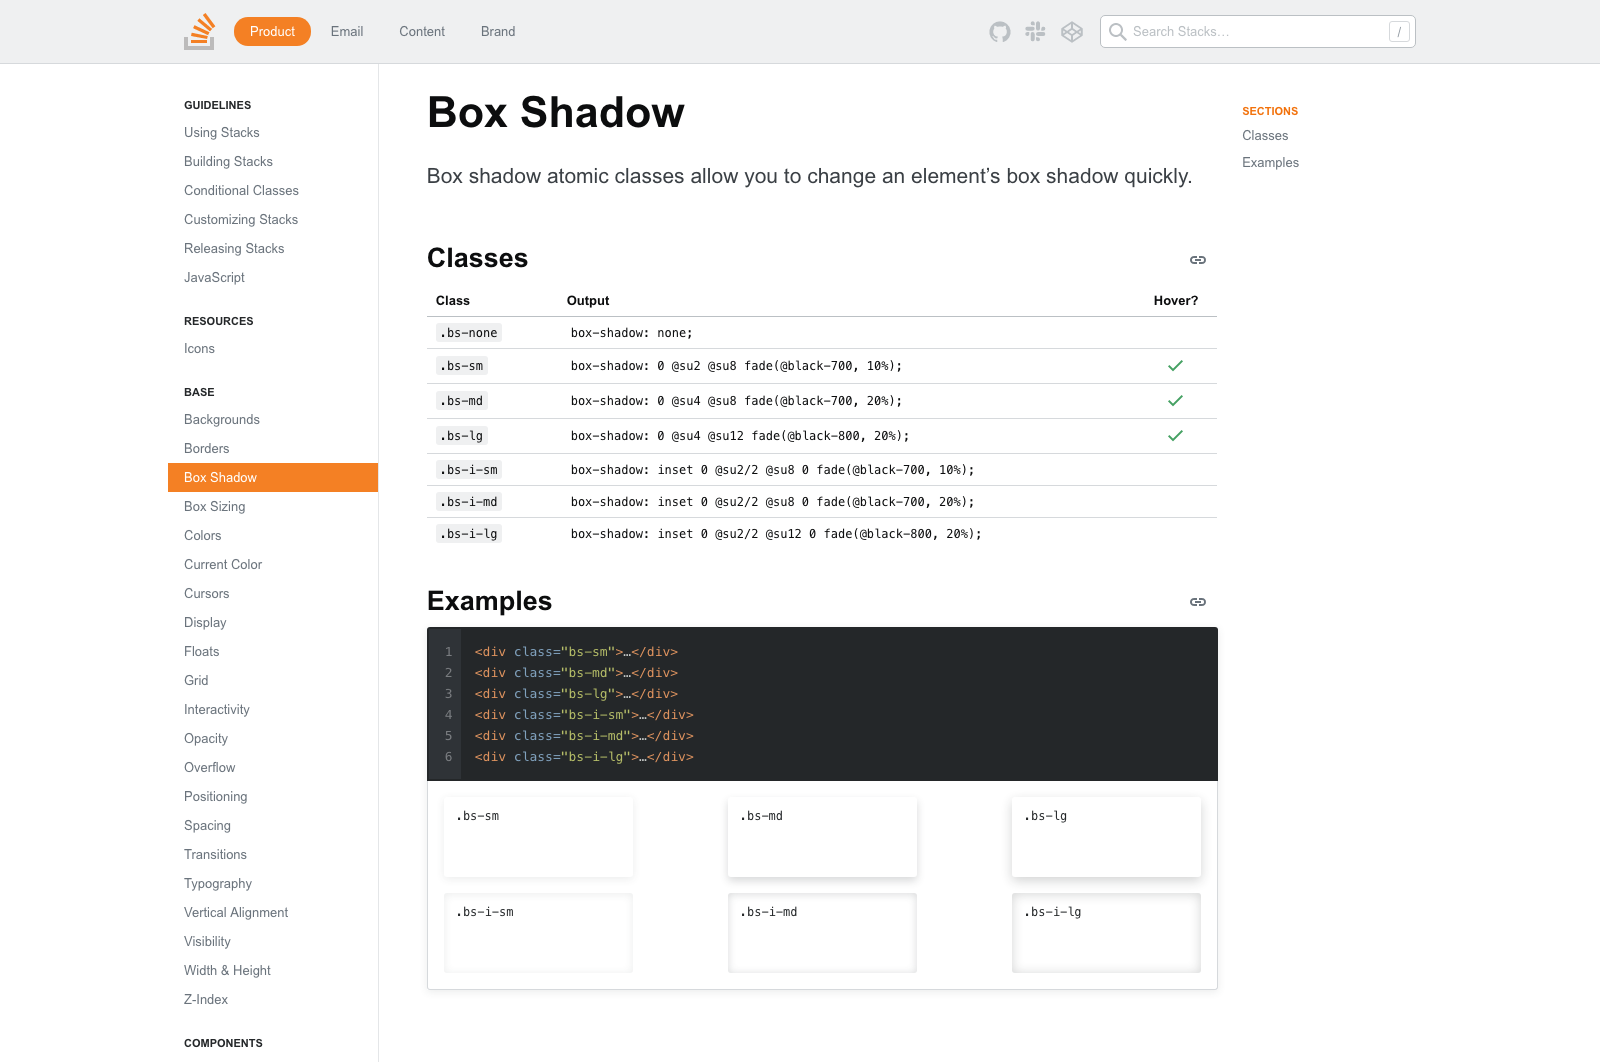 Product Email Content Brand Search Stacks… /
GUIDELINES
Using Stacks
Building Stacks
Conditional Classes
Customizing Stacks
Releasing Stacks
JavaScript
RESOURCES
Icons
BASE
Backgrounds
Borders
Box Shadow
Box Sizing
Colors
Current Color
Cursors
Display
Floats
Grid
Interactivity
Opacity
Overflow
Positioning
Spacing
Transitions
Typography
Vertical Alignment
Visibility
Width & Height
Z-Index
COMPONENTS
Box Shadow
Box shadow atomic classes allow you to change an element’s box shadow quickly.
Classes
Class Output Hover?
.bs-none box-shadow: none;
.bs-sm box-shadow: 0 @su2 @su8 fade(@black-700, 10%);
.bs-md box-shadow: 0 @su4 @su8 fade(@black-700, 20%);
.bs-lg box-shadow: 0 @su4 @su12 fade(@black-800, 20%);
.bs-i-sm box-shadow: inset 0 @su2/2 @su8 0 fade(@black-700, 10%);
.bs-i-md box-shadow: inset 0 @su2/2 @su8 0 fade(@black-700, 20%);
.bs-i-lg box-shadow: inset 0 @su2/2 @su12 0 fade(@black-800, 20%);
Examples
1 <div class="bs-sm">…</div>
2 <div class="bs-md">…</div>
3 <div class="bs-lg">…</div>
4 <div class="bs-i-sm">…</div>
5 <div class="bs-i-md">…</div>
6 <div class="bs-i-lg">…</div>
.bs-sm .bs-md .bs-lg
.bs-i-sm .bs-i-md .bs-i-lg
SECTIONS
Classes
Examples